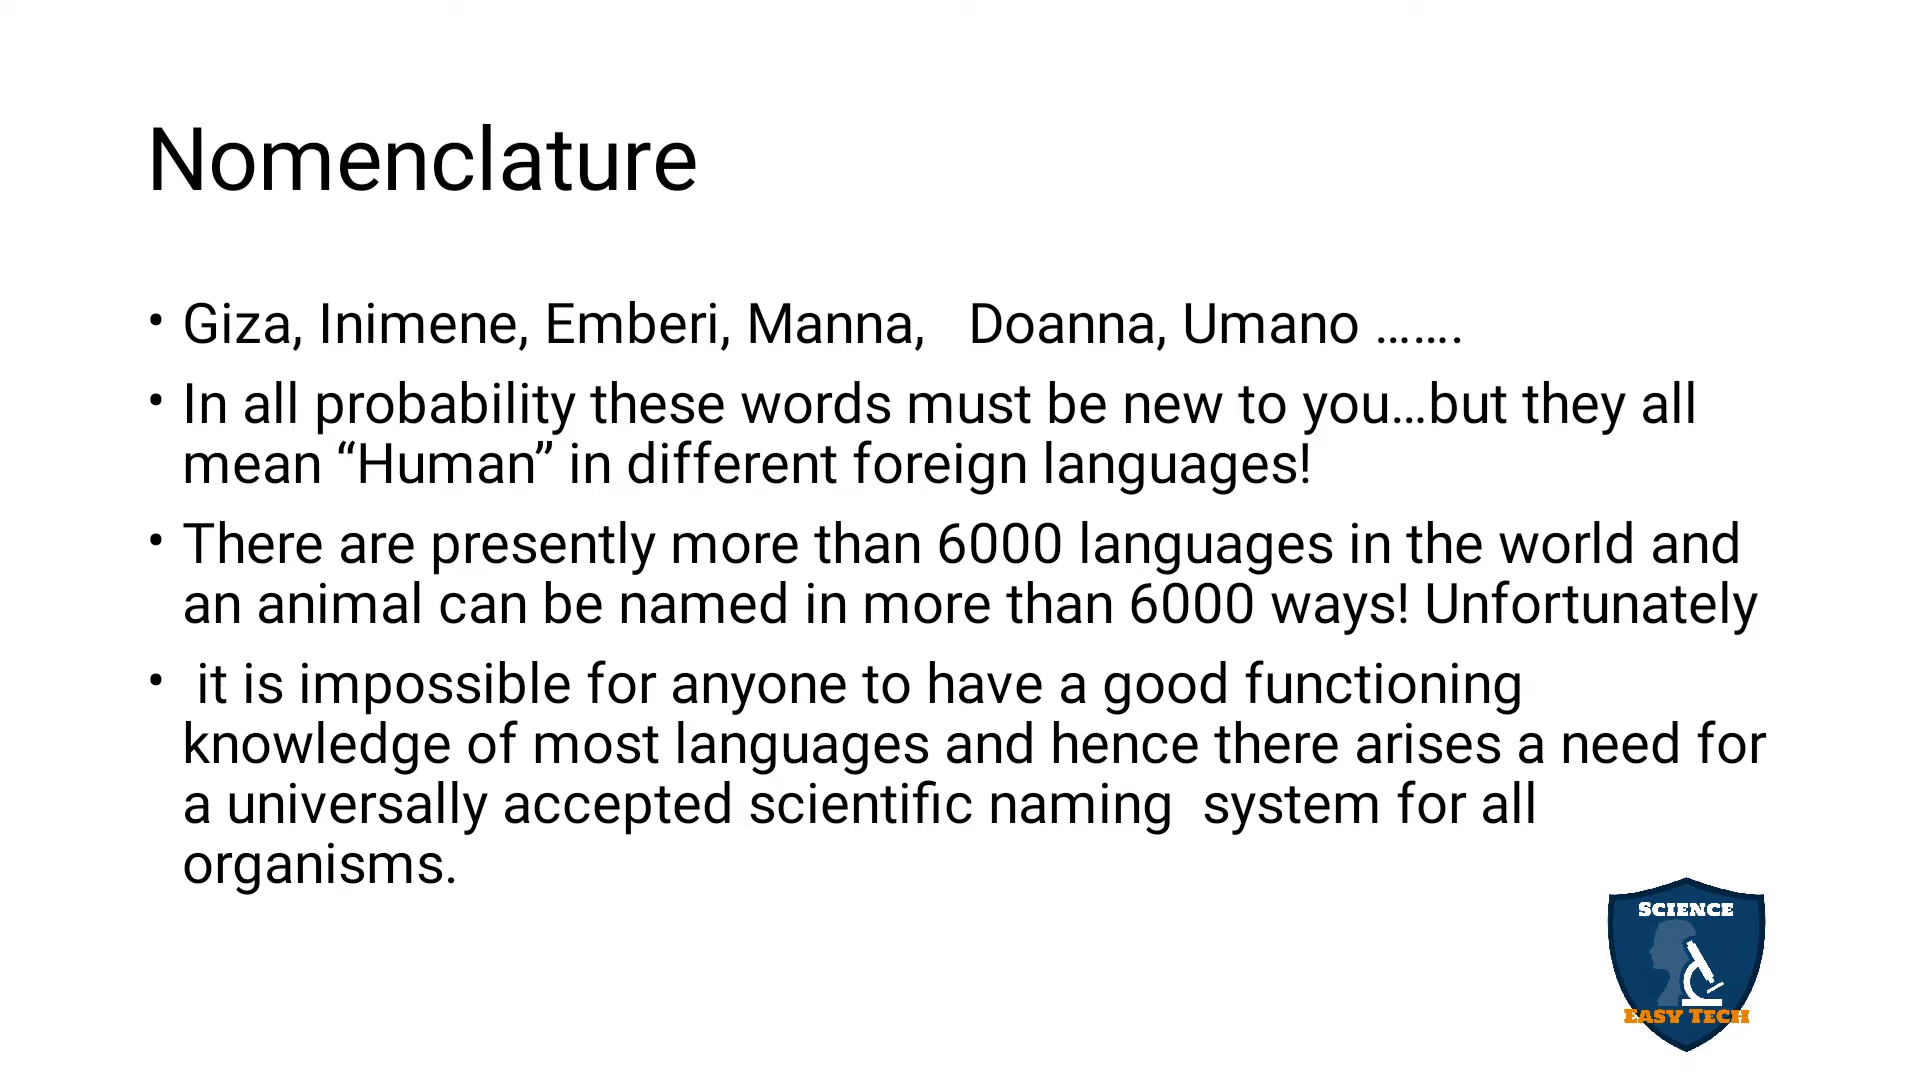 Nomenclature
• Giza, Inimene, Emberi, Manna,   Doanna, Umano …….
• In all probability these words must be new to you…but they all
mean “Human” in different foreign languages!
• There are presently more than 6000 languages in the world and
an animal can be named in more than 6000 ways! Unfortunately
•  it is impossible for anyone to have a good functioning
knowledge of most languages and hence there arises a need for
a universally accepted scientific naming  system for all
organisms.
SCIENCE
EASY TECH